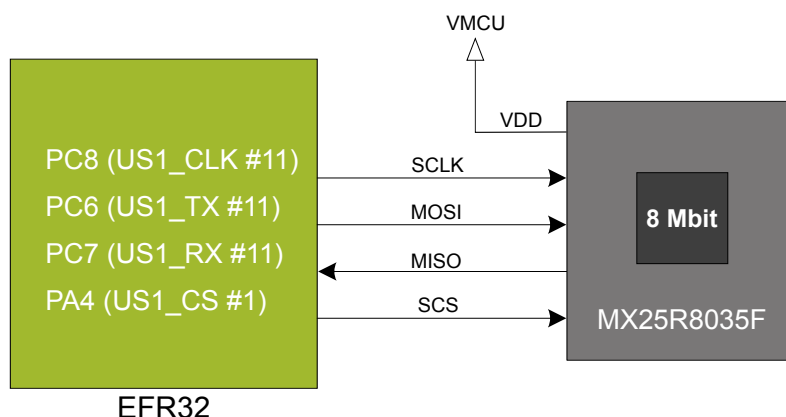 VMCU
VDD
PC8 (US1_CLK #11)
SCLK
PC6 (US1_TX #11)
MOSI
8 Mbit
PC7 (US1_RX #11)
MISO
PA4 (US1_CS #1)
SCS
MX25R8035F
EFR32